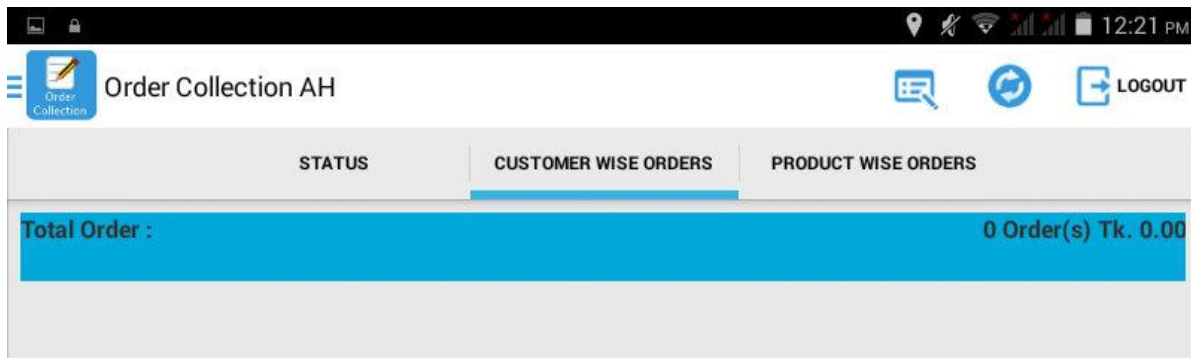 12:21 PM
Order Collection
Order Collection AH
LOGOUT
STATUS
CUSTOMER WISE ORDERS
PRODUCT WISE ORDERS
Total Order :
0 Order(s) Tk. 0.00